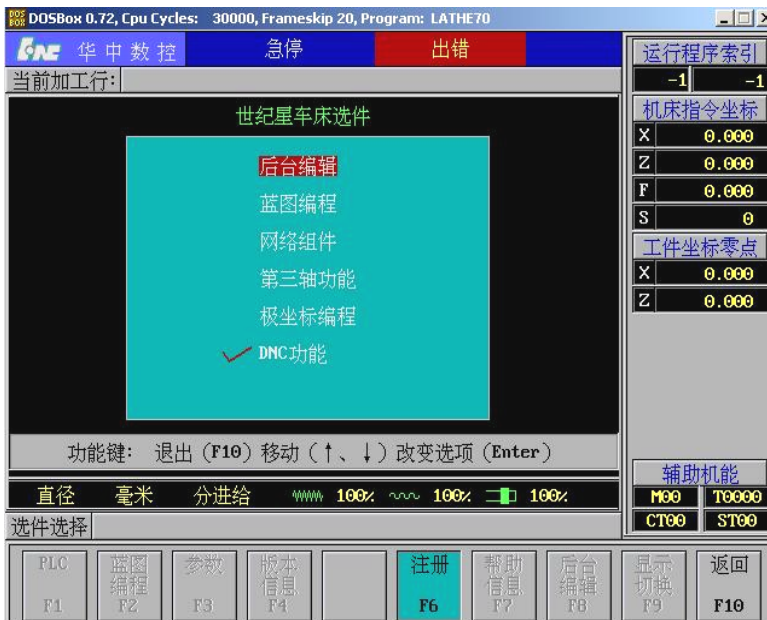 DOSBox 0.72, Cpu Cycles: 30000, Frameskip 20, Program: LATHE70
华中数控 急停 出错
当前加工行:
世纪星车床选件
后台编辑
蓝图编程
网络组件
第三轴功能
极坐标编程
DNC功能
功能键: 退出（F10）移动（↑、↓）改变选项（Enter）
直径 毫米 分进给 100% 100% 100%
选件选择
运行程序索引
-1 -1
机床指令坐标
X 0.000
Z 0.000
F 0.000
S 0
工件坐标零点
X 0.000
Z 0.000
辅助机能
M00 T0000
CT00 ST00
PLC F1
蓝图编程 F2
参数 F3
版本信息 F4
注册 F6
帮助信息 F7
后台编辑 F8
显示切换 F9
返回 F10